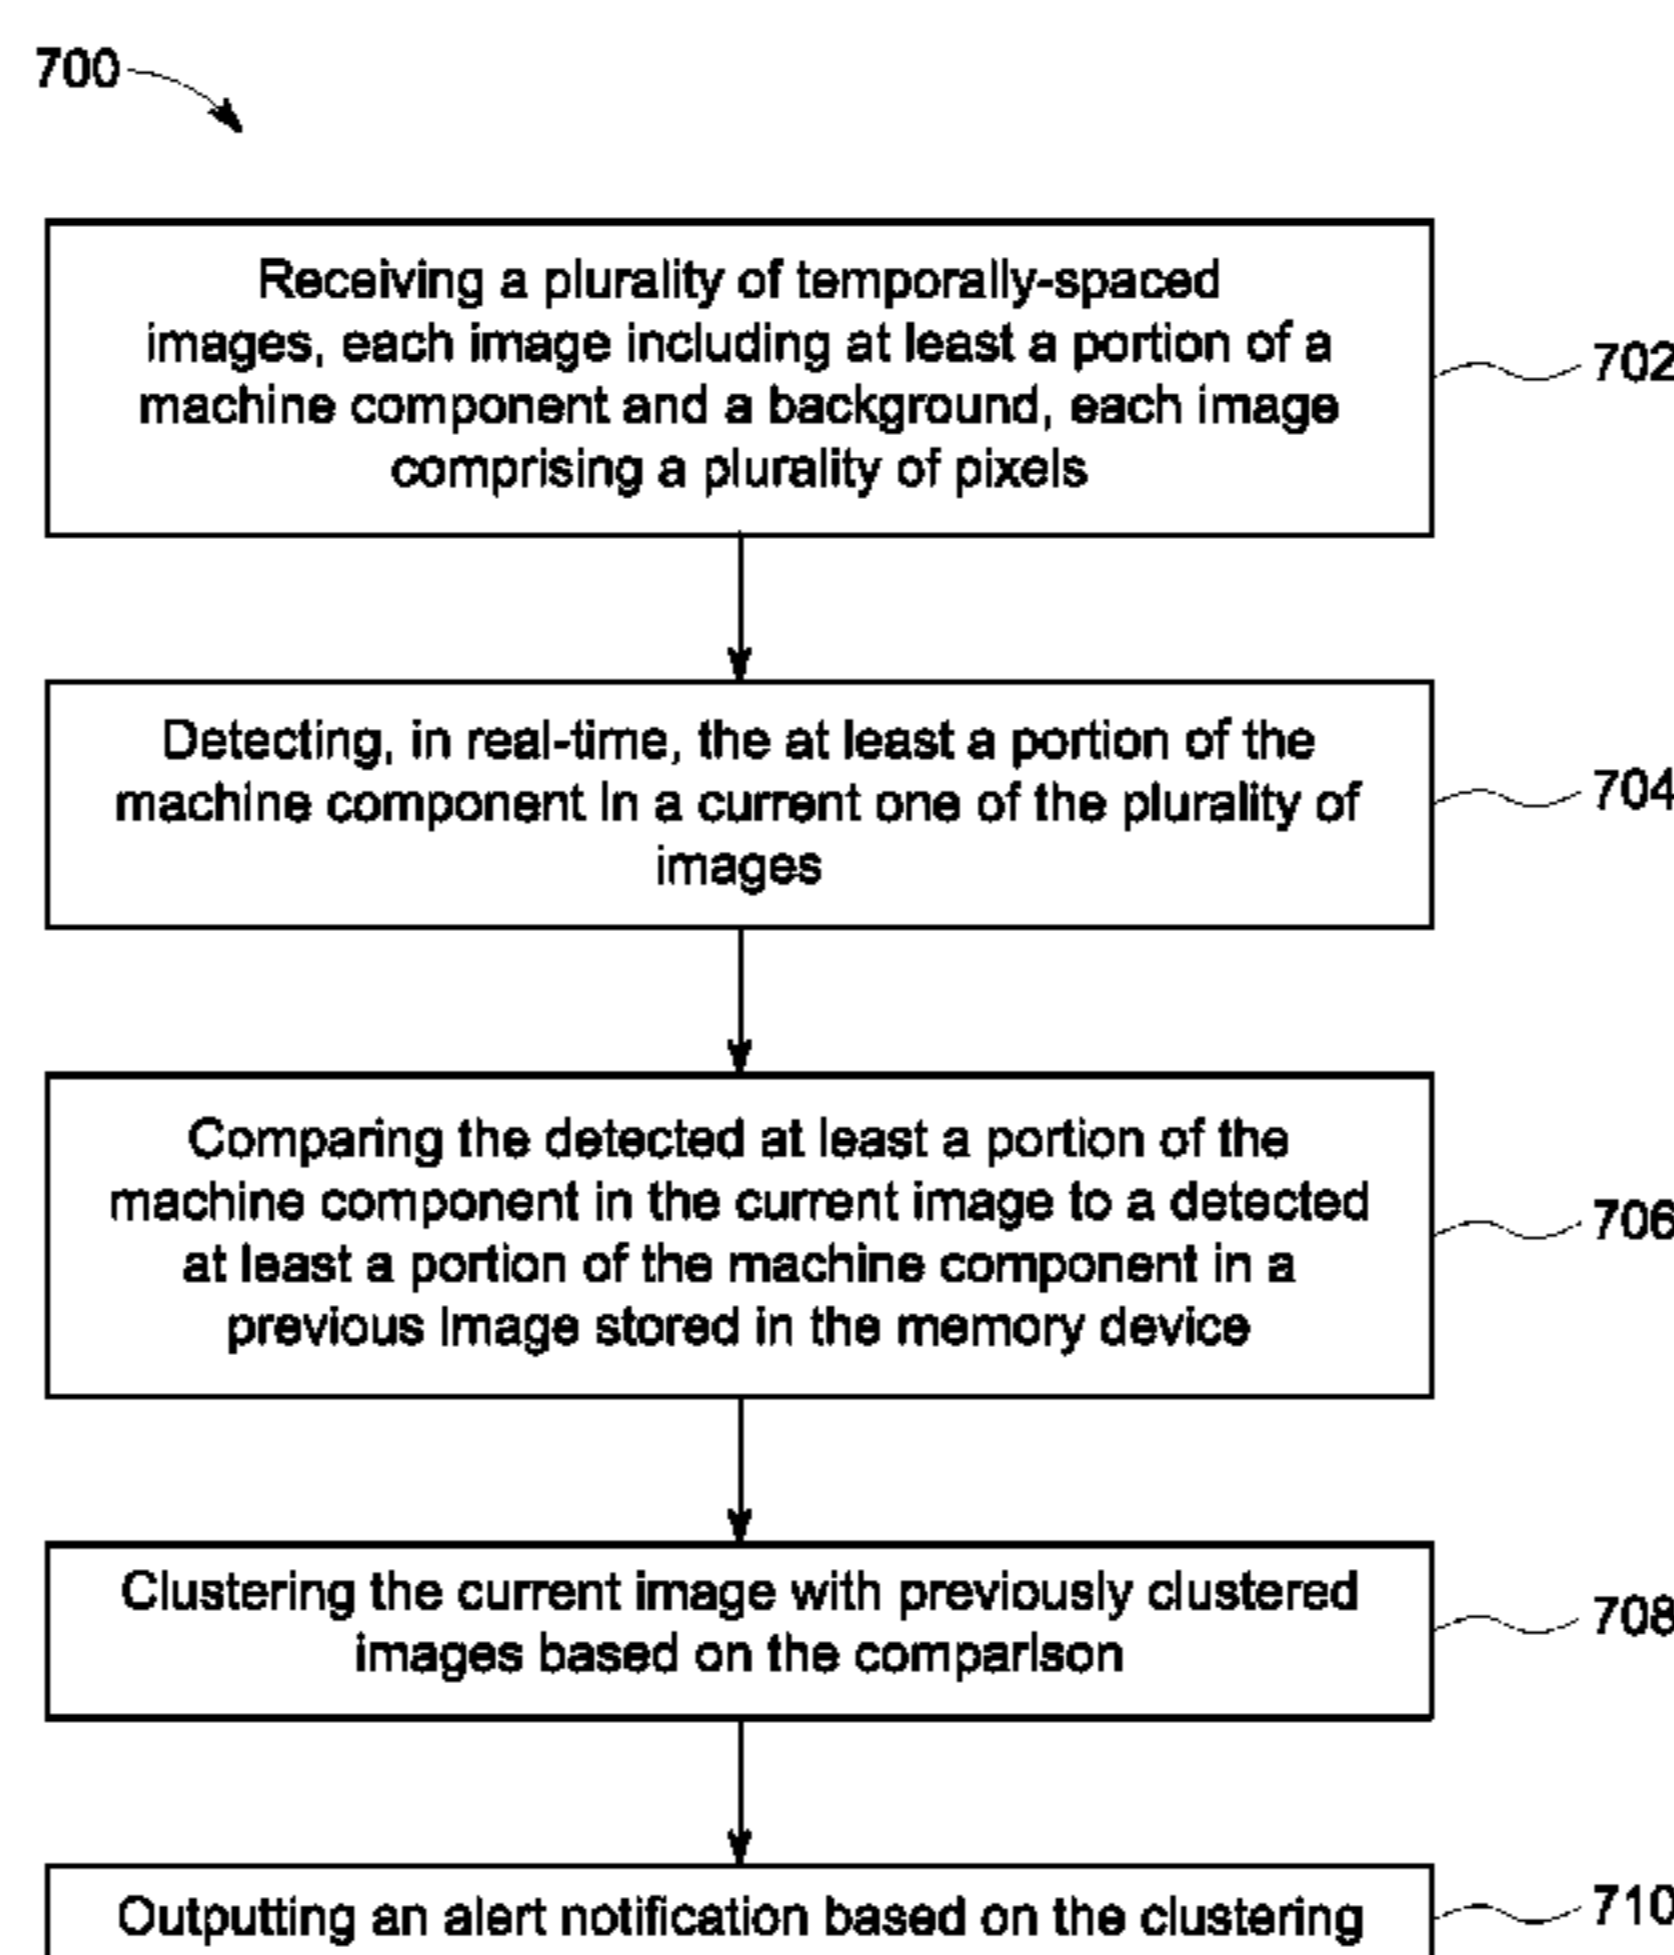 700
Receiving a plurality of temporally-spaced
images, each image including at least a portion of a
machine component and a background, each image
comprising a plurality of pixels
702
Detecting, in real-time, the at least a portion of the
machine component in a current one of the plurality of
images
704
Comparing the detected at least a portion of the
machine component in the current image to a detected
at least a portion of the machine component in a
previous image stored in the memory device
706
Clustering the current image with previously clustered
images based on the comparison
708
Outputting an alert notification based on the clustering
710